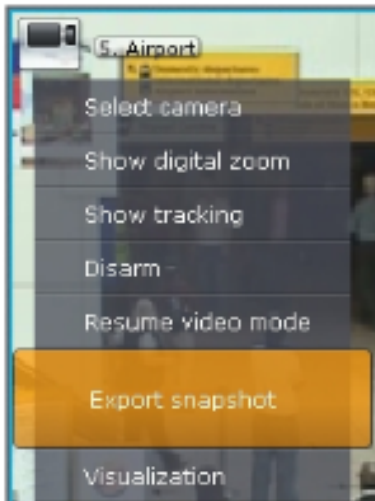 5. Airport
Select camera
Show digital zoom
Show tracking
Disarm
Resume video mode
Export snapshot
Visualization